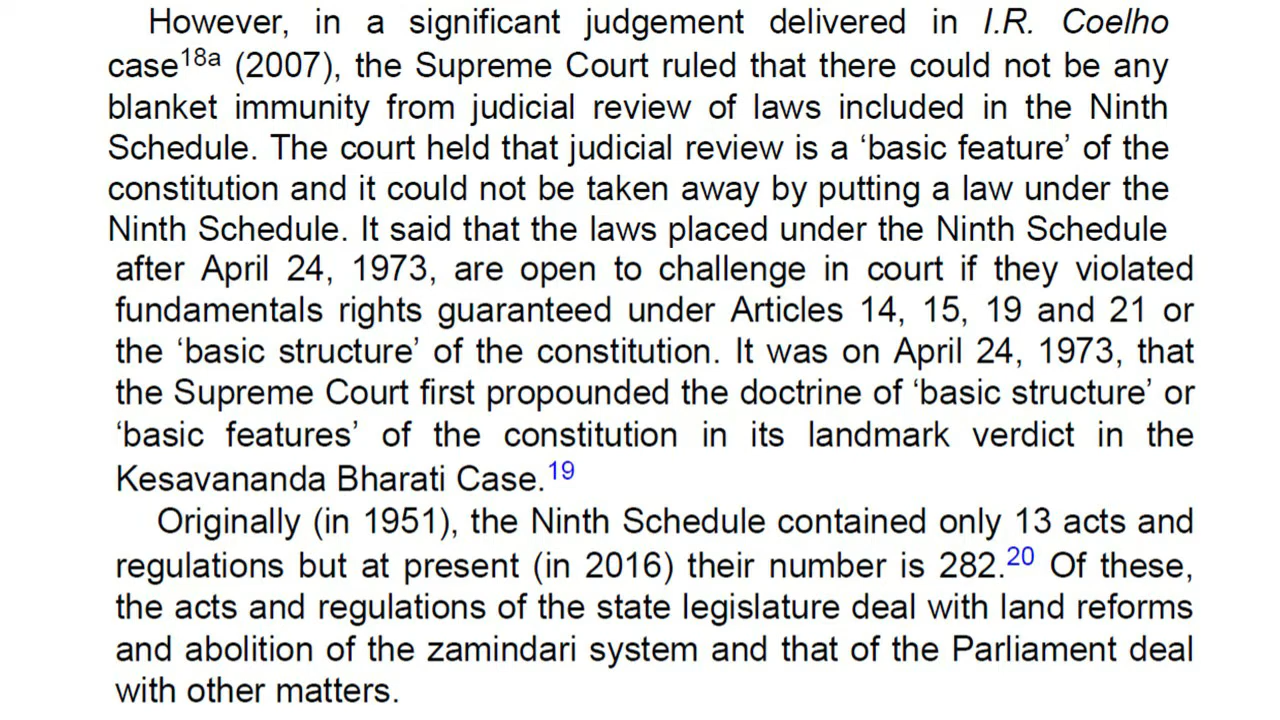 However, in a significant judgement delivered in I.R. Coelho
case18a (2007), the Supreme Court ruled that there could not be any
blanket immunity from judicial review of laws included in the Ninth
Schedule. The court held that judicial review is a ‘basic feature’ of the
constitution and it could not be taken away by putting a law under the
Ninth Schedule. It said that the laws placed under the Ninth Schedule
after April 24, 1973, are open to challenge in court if they violated
fundamentals rights guaranteed under Articles 14, 15, 19 and 21 or
the ‘basic structure’ of the constitution. It was on April 24, 1973, that
the Supreme Court first propounded the doctrine of ‘basic structure’ or
‘basic features’ of the constitution in its landmark verdict in the
Kesavananda Bharati Case.19
Originally (in 1951), the Ninth Schedule contained only 13 acts and
regulations but at present (in 2016) their number is 282.20 Of these,
the acts and regulations of the state legislature deal with land reforms
and abolition of the zamindari system and that of the Parliament deal
with other matters.